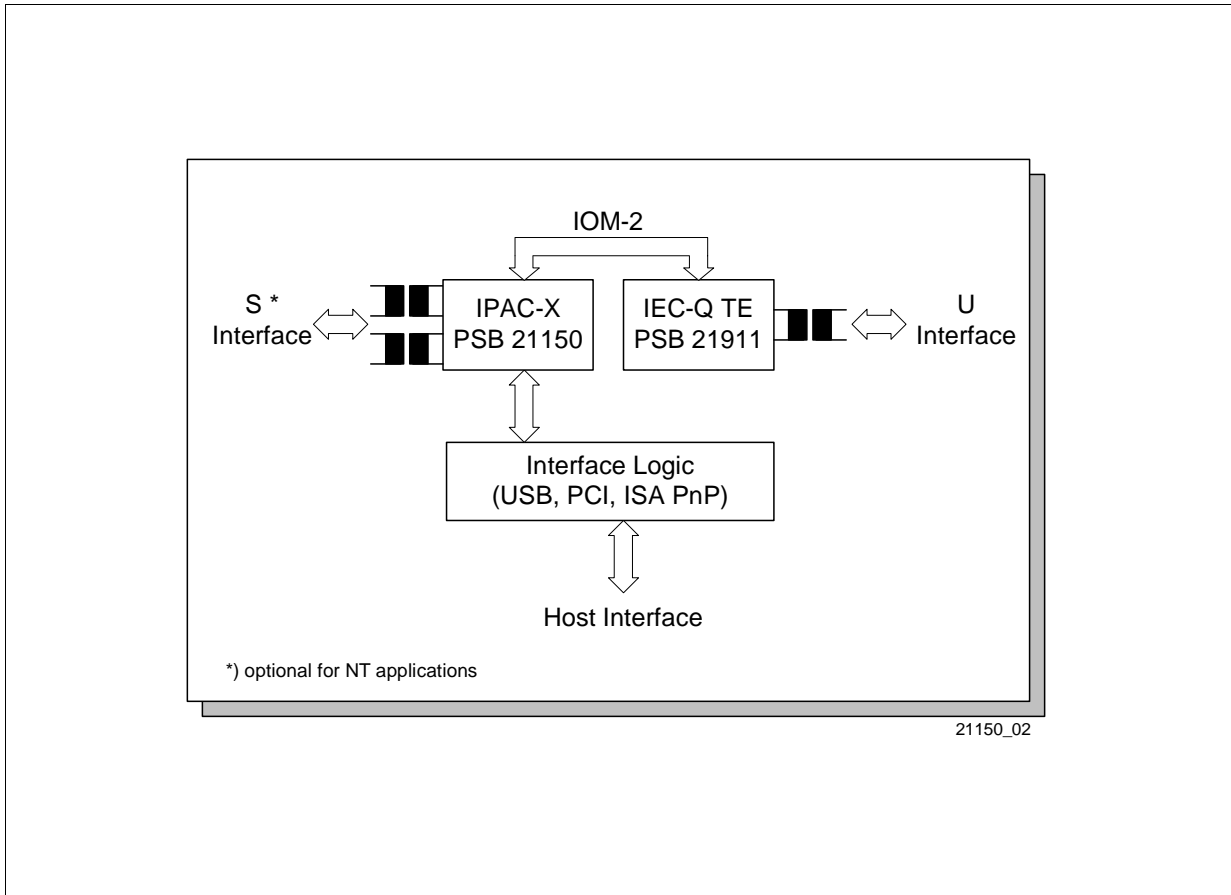 IOM-2
S *
Interface
IPAC-X
PSB 21150
IEC-Q TE
PSB 21911
U
Interface
Interface Logic
(USB, PCI, ISA PnP)
Host Interface
*) optional for NT applications
21150_02